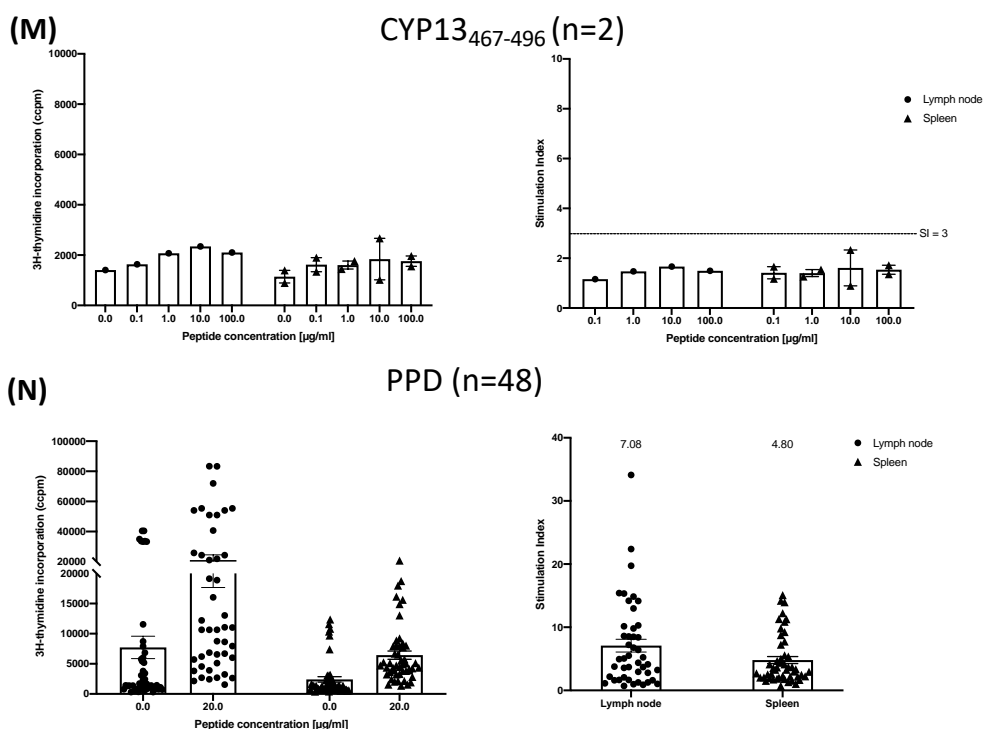 (M)
CYP13467-496 (n=2)
3H-thymidine incorporation (ccpm)
10000
8000
6000
4000
2000
0
0.0 0.1 1.0 10.0 100.0 0.0 0.1 1.0 10.0 100.0
Peptide concentration [µg/ml]
Stimulation Index
10
8
6
4
2
0
SI = 3
0.1 1.0 10.0 100.0 0.1 1.0 10.0 100.0
Peptide concentration [µg/ml]
Lymph node
Spleen
(N)
PPD (n=48)
3H-thymidine incorporation (ccpm)
100000
80000
60000
40000
20000
20000
15000
10000
5000
0
0.0 20.0 0.0 20.0
Peptide concentration [µg/ml]
Stimulation Index
40
30
20
10
0
7.08 4.80
Lymph node Spleen
Lymph node
Spleen